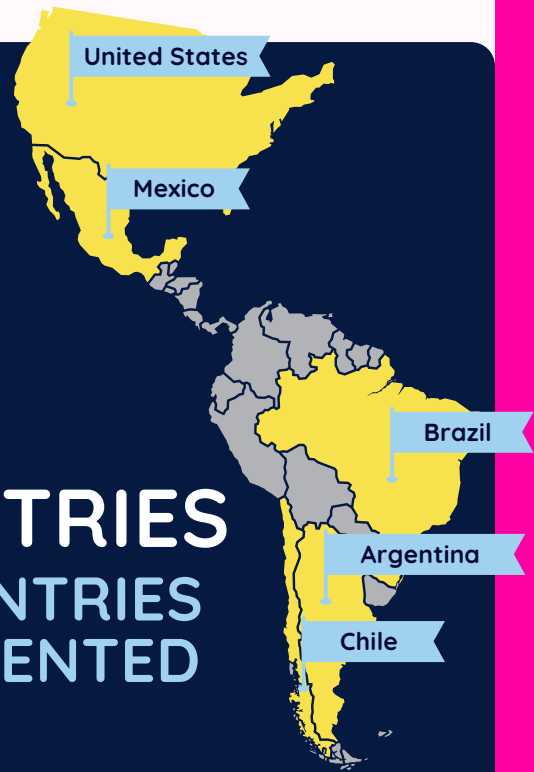 United States
Mexico
Brazil
TRIES
Argentina
NTRIES
Chile
ENTED